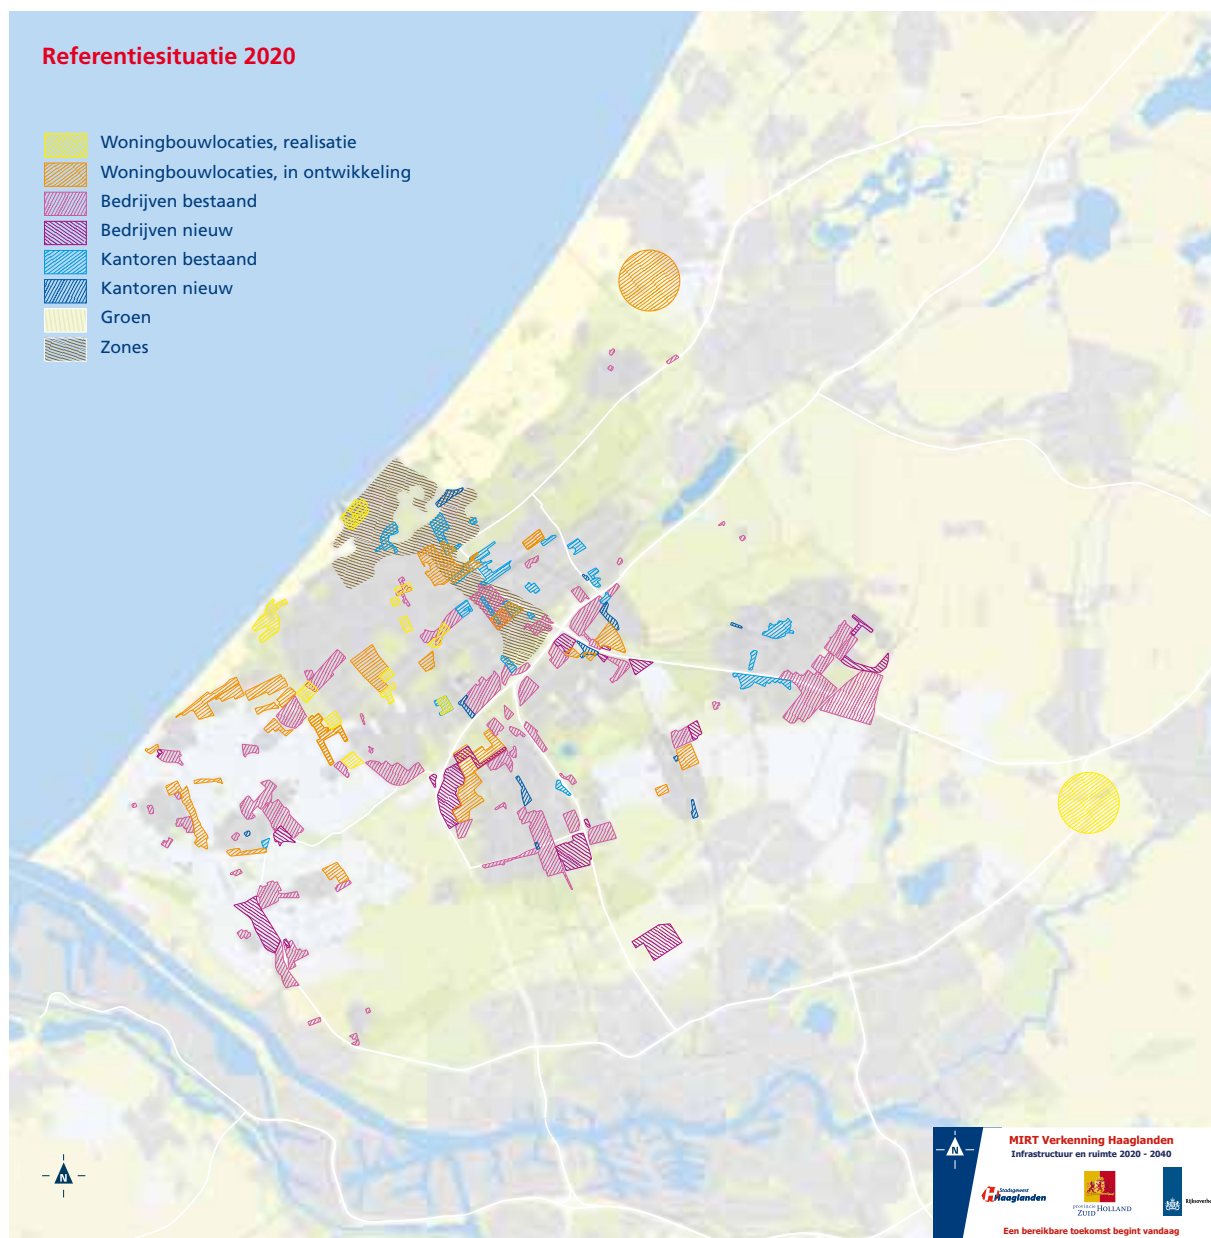 Referentiesituatie 2020
Woningbouwlocaties, realisatie
Woningbouwlocaties, in ontwikkeling
Bedrijven bestaand
Bedrijven nieuw
Kantoren bestaand
Kantoren nieuw
Groen
Zones
N
N
MIRT Verkenning Haaglanden
Infrastructuur en ruimte 2020 - 2040
Stadsgewest
Haaglanden
provincie
ZUID HOLLAND
Rijksoverhe
Een bereikbare toekomst begint vandaag